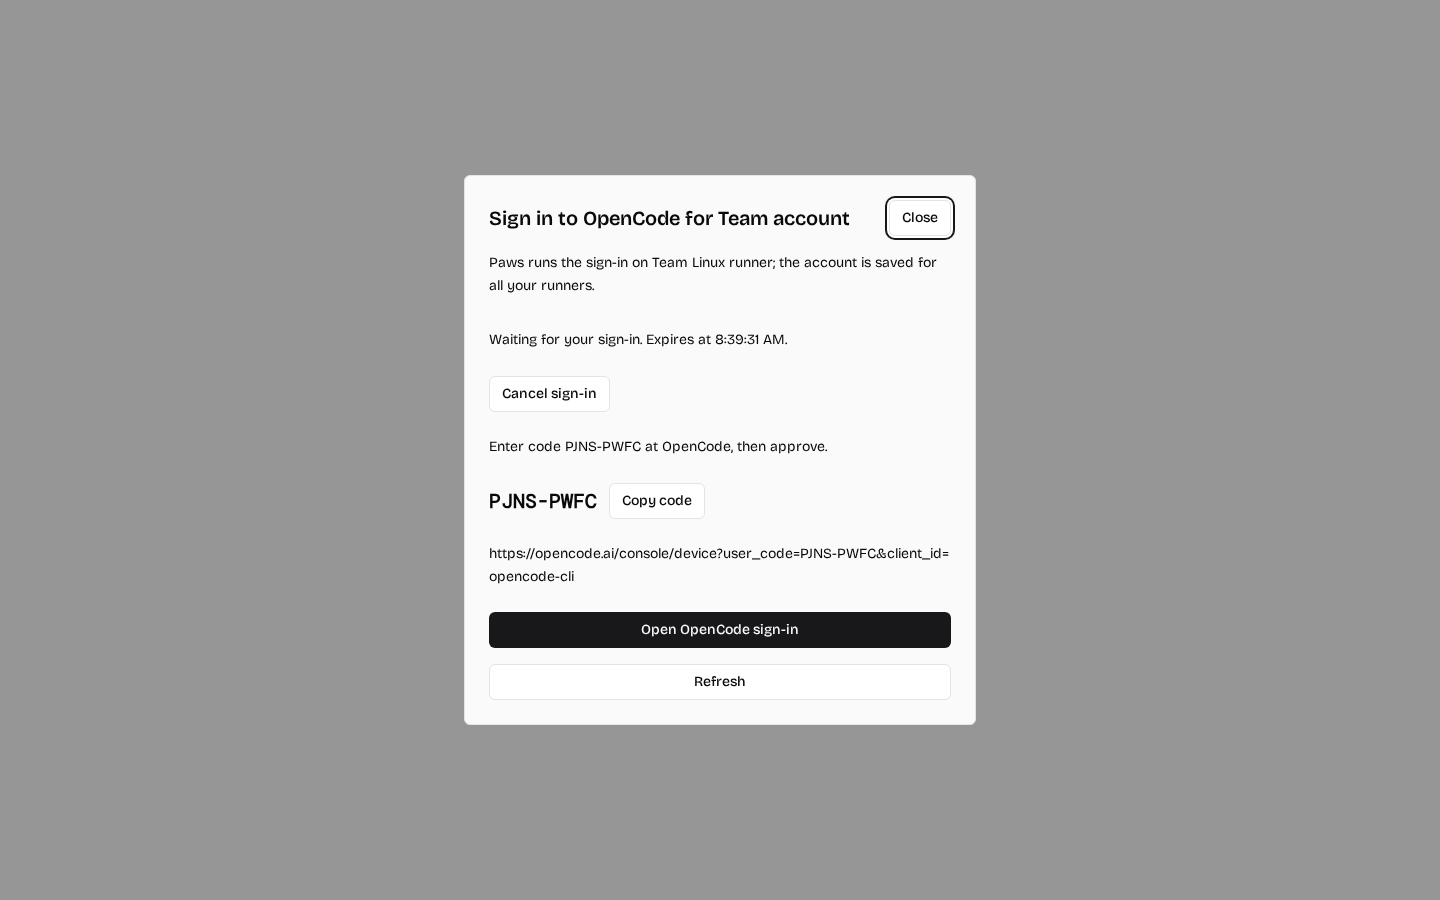 Sign in to OpenCode for Team account
Close
Paws runs the sign-in on Team Linux runner; the account is saved for
all your runners.
Waiting for your sign-in. Expires at 8:39:31 AM.
Cancel sign-in
Enter code PJNS-PWFC at OpenCode, then approve.
PJNS-PWFC
Copy code
https://opencode.ai/console/device?user_code=PJNS-PWFC&client_id=
opencode-cli
Open OpenCode sign-in
Refresh